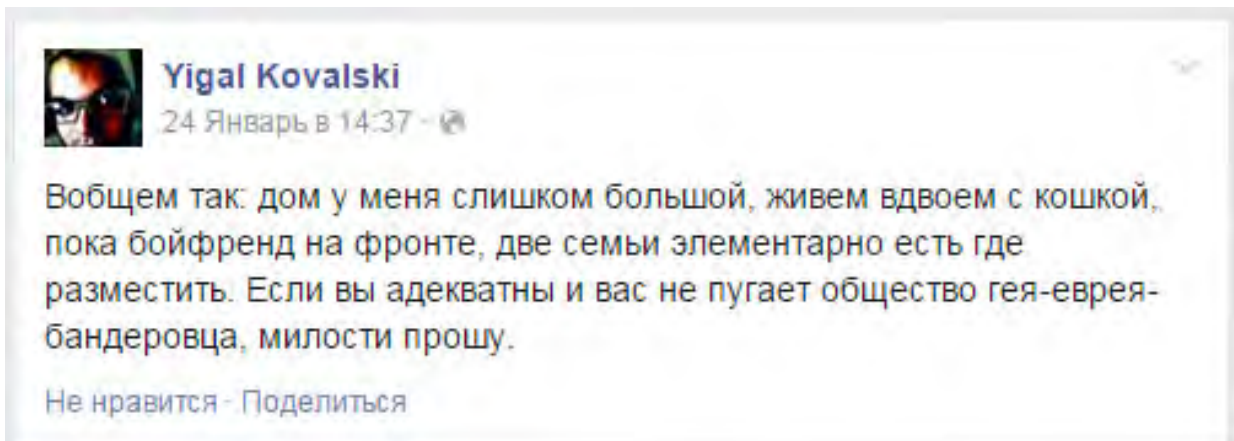 Yigal Kovalski
24 Январь в 14:37 ·
Вобщем так: дом у меня слишком большой, живем вдвоем с кошкой,
пока бойфренд на фронте, две семьи элементарно есть где
разместить. Если вы адекватны и вас не пугает общество гея-еврея-
бандеровца, милости прошу.
Не нравится · Поделиться